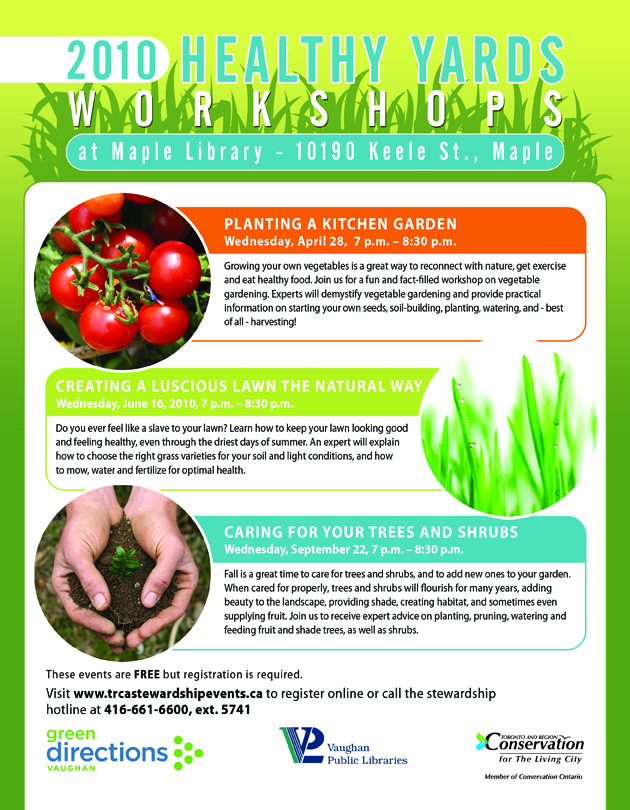 2010 HEALTHY YARDS
WORKSHOPS
at Maple Library – 10190 Keele St., Maple
PLANTING A KITCHEN GARDEN
Wednesday, April 28, 7 p.m. – 8:30 p.m.
Growing your own vegetables is a great way to reconnect with nature, get exercise
and eat healthy food. Join us for a fun and fact-filled workshop on vegetable
gardening. Experts will demystify vegetable gardening and provide practical
information on starting your own seeds, soil-building, planting, watering, and - best
of all - harvesting!
CREATING A LUSCIOUS LAWN THE NATURAL WAY
Wednesday, June 16, 2010, 7 p.m. – 8:30 p.m.
Do you ever feel like a slave to your lawn? Learn how to keep your lawn looking good
and feeling healthy, even through the driest days of summer. An expert will explain
how to choose the right grass varieties for your soil and light conditions, and how
to mow, water and fertilize for optimal health.
CARING FOR YOUR TREES AND SHRUBS
Wednesday, September 22, 7 p.m. – 8:30 p.m.
Fall is a great time to care for trees and shrubs, and to add new ones to your garden.
When cared for properly, trees and shrubs will flourish for many years, adding
beauty to the landscape, providing shade, creating habitat, and sometimes even
supplying fruit. Join us to receive expert advice on planting, pruning, watering and
feeding fruit and shade trees, as well as shrubs.
These events are FREE but registration is required.
Visit www.trcastewardshipevents.ca to register online or call the stewardship
hotline at 416-661-6600, ext. 5741
green
directions
VAUGHAN
VPL
Vaughan
Public Libraries
TORONTO AND REGION
Conservation
for The Living City
Member of Conservation Ontario